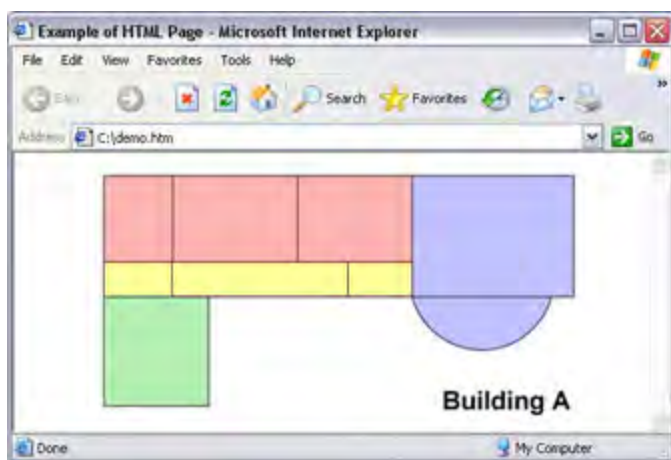 Example of HTML Page - Microsoft Internet Explorer
File Edit View Favorites Tools Help
Back Search Favorites »
Address C:\demo.htm Go
Building A
Done My Computer